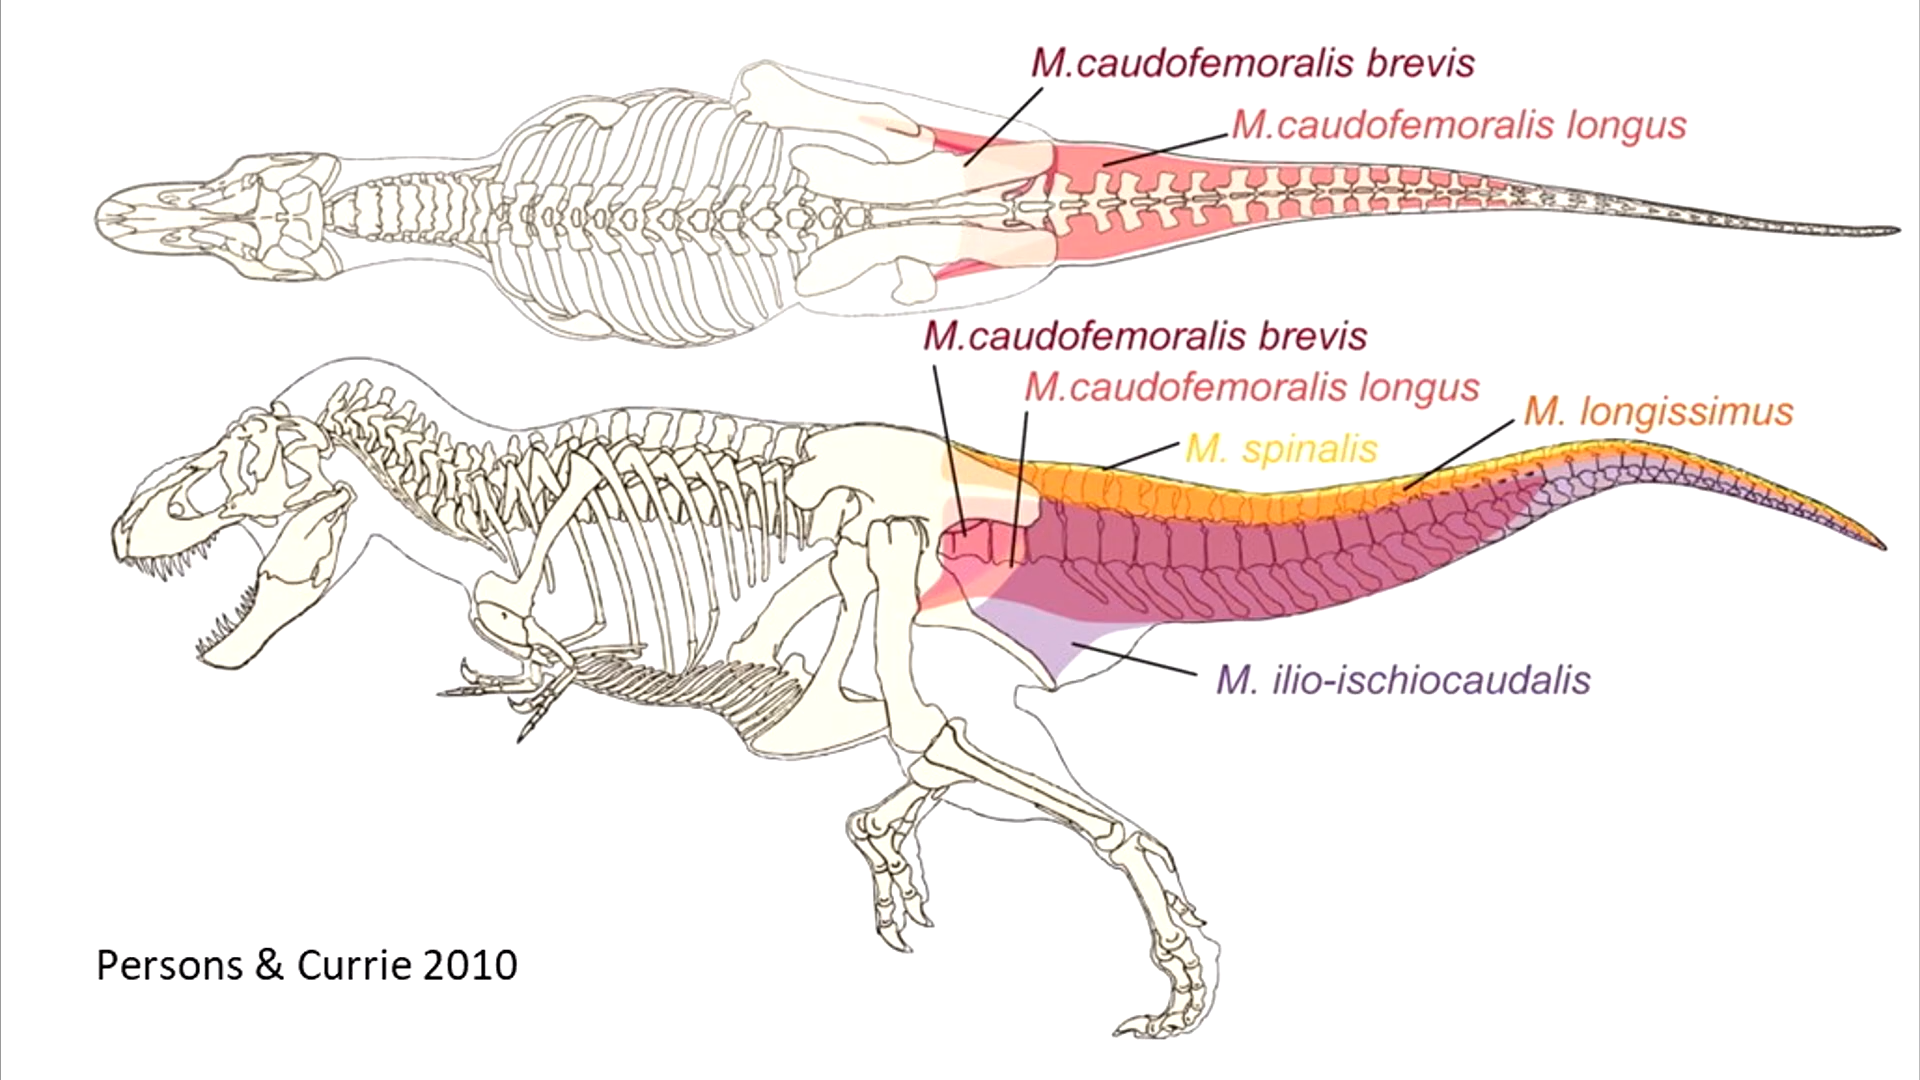 M.caudofemoralis brevis
M.caudofemoralis longus
M.caudofemoralis brevis
M.caudofemoralis longus
M. longissimus
M. spinalis
M. ilio-ischiocaudalis
Persons & Currie 2010